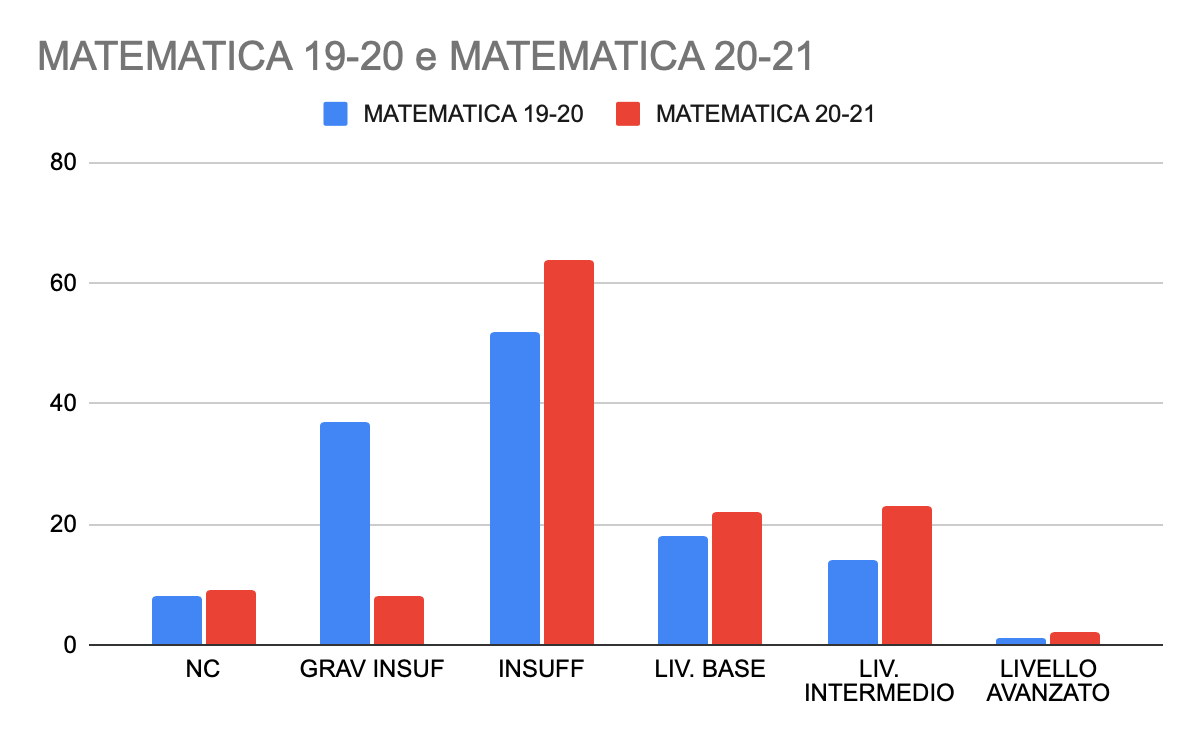 MATEMATICA 19-20 e MATEMATICA 20-21
MATEMATICA 19-20 MATEMATICA 20-21
80
60
40
20
0
NC GRAV INSUF INSUFF LIV. BASE LIV. INTERMEDIO LIVELLO AVANZATO